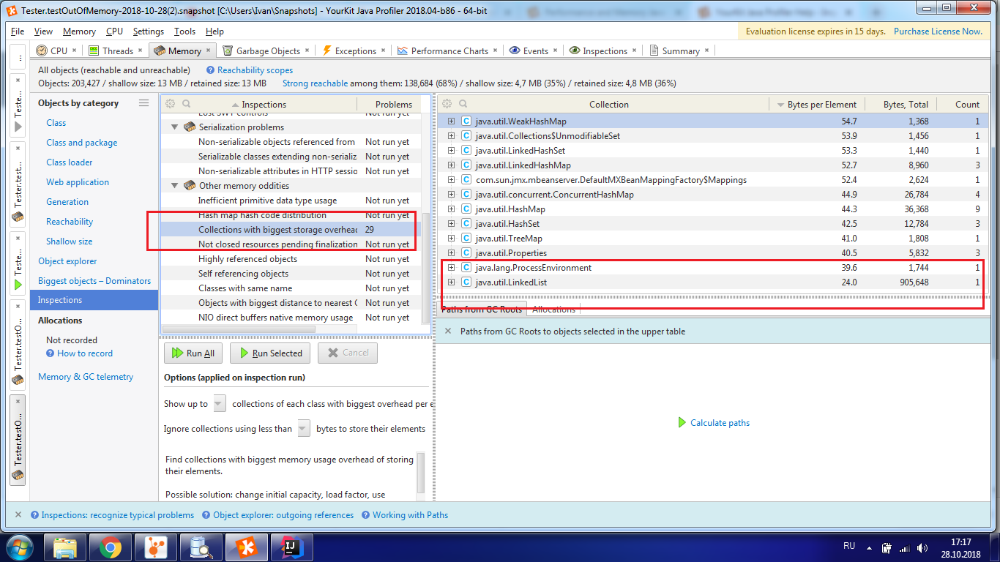 Tester.testOutOfMemory-2018-10-28(2).snapshot [C:\Users\Ivan\Snapshots] - YourKit Java Profiler 2018.04-b86 - 64-bit
File View Memory CPU Settings Tools Help
Evaluation license expires in 15 days. Purchase License Now.
CPU Threads Memory Garbage Objects Exceptions Performance Charts Events Inspections Summary
All objects (reachable and unreachable) Reachability scopes
Objects: 203,427 / shallow size: 13 MB / retained size: 13 MB Strong reachable among them: 138,684 (68%) / shallow size: 4,7 MB (35%) / retained size: 4,8 MB (36%)
Teste...
Tester.test...
Teste...
Tester.testO...
Tester.testO...
Objects by category
Class
Class and package
Class loader
Web application
Generation
Reachability
Shallow size
Object explorer
Biggest objects – Dominators
Inspections
Allocations
Not recorded
How to record
Memory & GC telemetry
Inspections Problems
Lost SWT controls Not run yet
Serialization problems
Non-serializable objects referenced from Not run yet
Serializable classes extending non-serializ Not run yet
Non-serializable attributes in HTTP sessio Not run yet
Other memory oddities
Inefficient primitive data type usage Not run yet
Hash map hash code distribution Not run yet
Collections with biggest storage overhead 29
Not closed resources pending finalization Not run yet
Highly referenced objects Not run yet
Self referencing objects Not run yet
Classes with same name Not run yet
Objects with biggest distance to nearest G Not run yet
NIO direct buffers native memory usage Not run yet
Run All Run Selected Cancel
Options (applied on inspection run)
Show up to collections of each class with biggest overhead per e
Ignore collections using less than bytes to store their elements
Find collections with biggest memory usage overhead of storing
their elements.
Possible solution: change initial capacity, load factor, use
Collection Bytes per Element Bytes, Total Count
java.util.WeakHashMap 54.7 1,368 1
java.util.Collections$UnmodifiableSet 53.9 1,456 1
java.util.LinkedHashSet 53.3 1,440 1
java.util.LinkedHashMap 52.7 8,960 3
com.sun.jmx.mbeanserver.DefaultMXBeanMappingFactory$Mappings 52.4 2,624 1
java.util.concurrent.ConcurrentHashMap 44.9 26,784 4
java.util.HashMap 44.3 36,368 9
java.util.HashSet 42.5 12,784 3
java.util.TreeMap 41.0 1,808 1
java.util.Properties 40.5 5,832 3
java.lang.ProcessEnvironment 39.6 1,744 1
java.util.LinkedList 24.0 905,648 1
Paths from GC Roots Allocations
Paths from GC Roots to objects selected in the upper table
Calculate paths
Inspections: recognize typical problems Object explorer: outgoing references Working with Paths
RU
17:17
28.10.2018